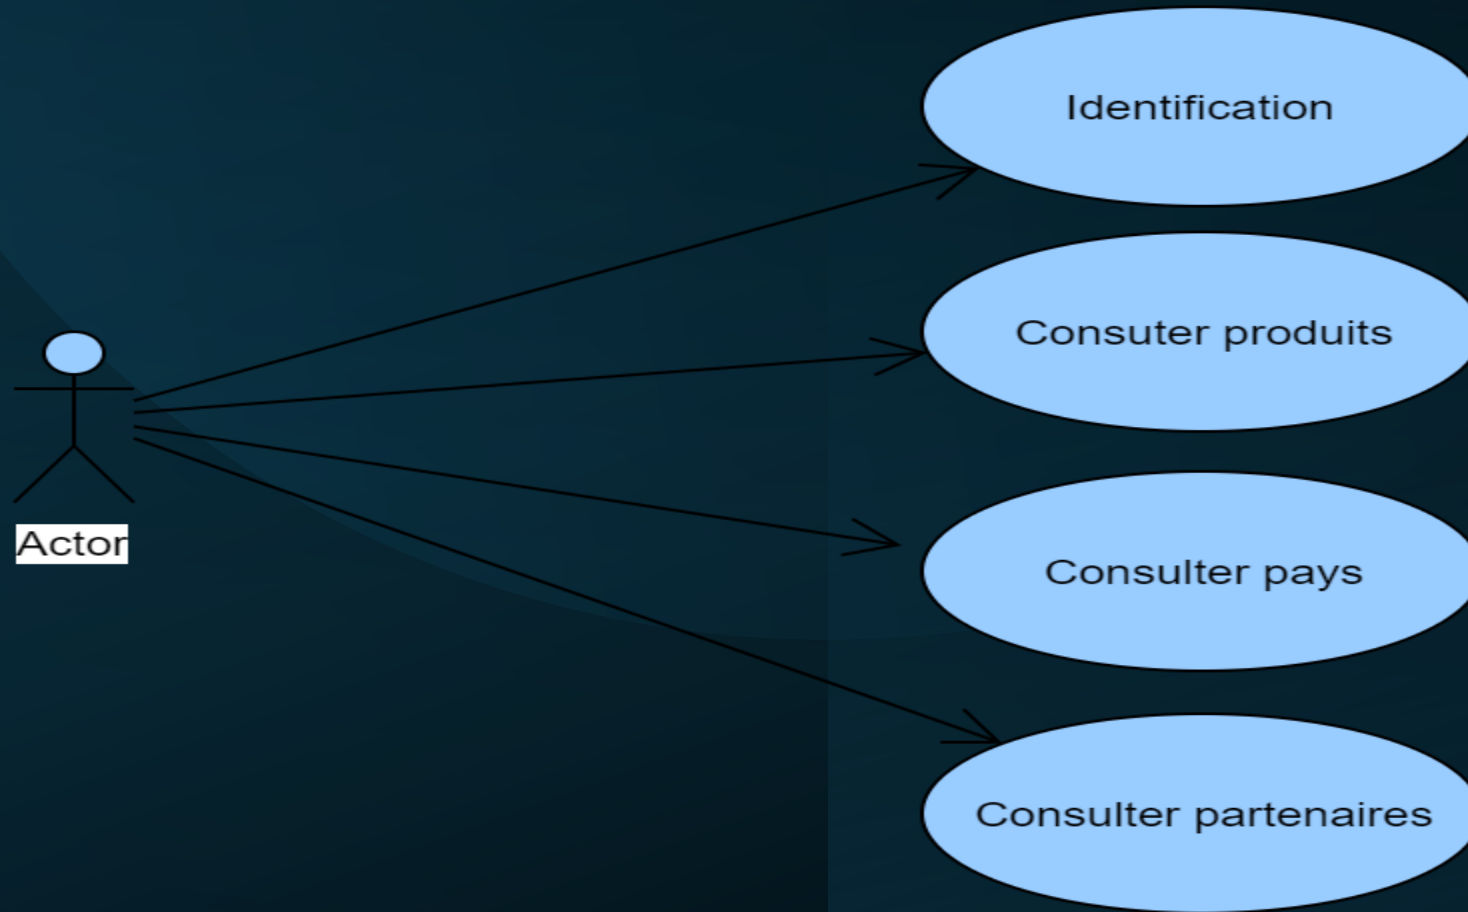 Identification
Consuter produits
Actor
Consulter pays
Consulter partenaires